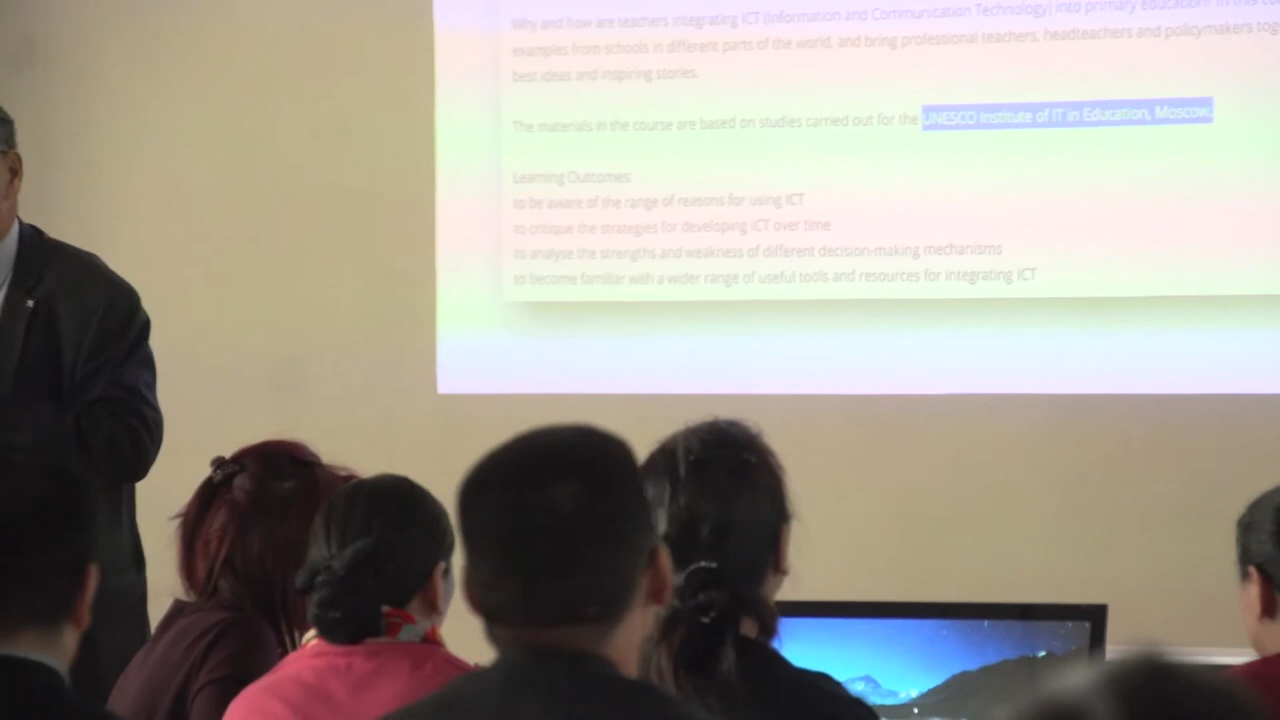 Why and how are teachers integrating ICT (Information and Communication Technology) into primary education? In this co
examples from schools in different parts of the world, and bring professional teachers, headteachers and policymakers tog
best ideas and inspiring stories.
The materials in the course are based on studies carried out for the UNESCO Institute of IT in Education, Moscow.
Learning Outcomes:
to be aware of the range of reasons for using ICT
to critique the strategies for developing ICT over time
to analyse the strengths and weakness of different decision-making mechanisms
to become familiar with a wider range of useful tools and resources for integrating ICT